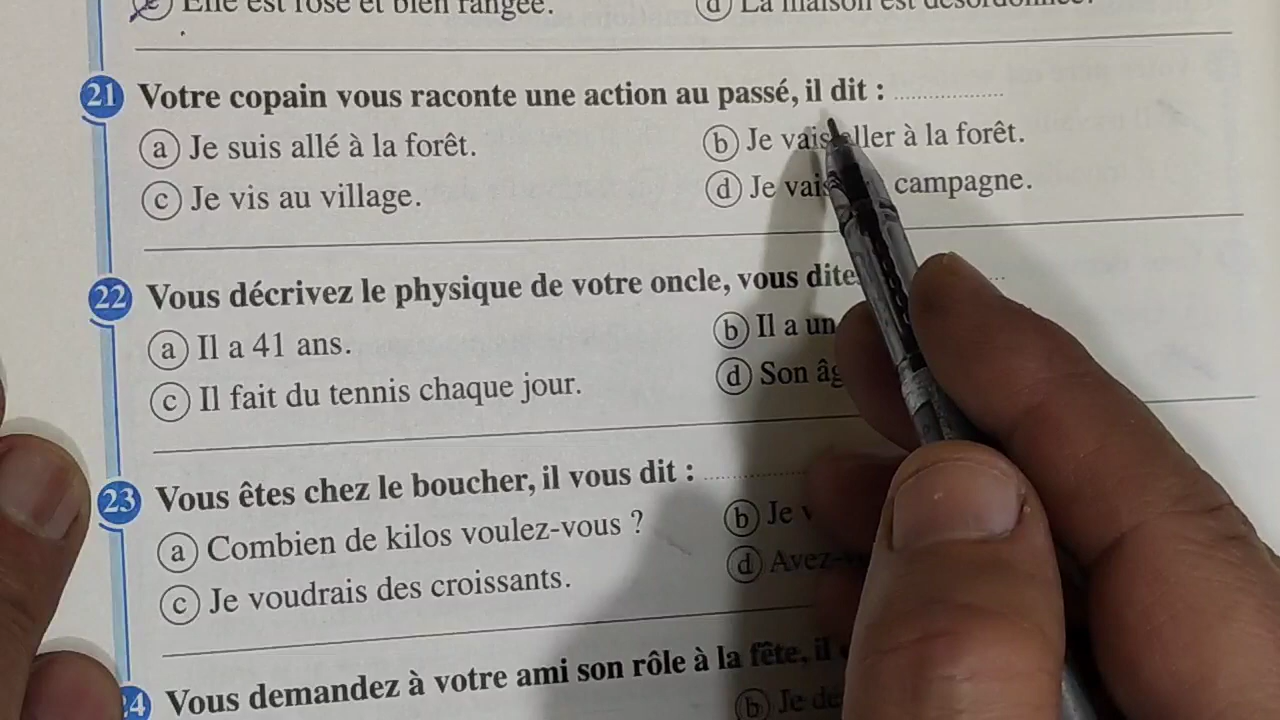 c Elle est rose et bien rangée. d La maison est désordonnée.
21 Votre copain vous raconte une action au passé, il dit : ....................
a Je suis allé à la forêt. b Je vais aller à la forêt.
c Je vis au village. d Je vais campagne.
22 Vous décrivez le physique de votre oncle, vous dites
a Il a 41 ans. b Il a un
c Il fait du tennis chaque jour. d Son
23 Vous êtes chez le boucher, il vous dit : ....................
a Combien de kilos voulez-vous ? b Je
c Je voudrais des croissants. d Avez-
24 Vous demandez à votre ami son rôle à la fête, il
b Je